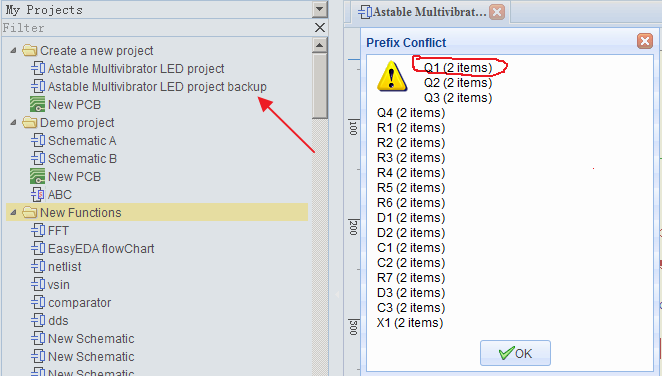 My Projects
Filter
Create a new project
Astable Multivibrator LED project
Astable Multivibrator LED project backup
New PCB
Demo project
Schematic A
Schematic B
New PCB
ABC
New Functions
FFT
EasyEDA flowChart
netlist
vsin
comparator
dds
New Schematic
New Schematic
New Schematic
Astable Multivibrat...
100
200
300
Prefix Conflict
Q1 (2 items)
Q2 (2 items)
Q3 (2 items)
Q4 (2 items)
R1 (2 items)
R2 (2 items)
R3 (2 items)
R4 (2 items)
R5 (2 items)
R6 (2 items)
D1 (2 items)
D2 (2 items)
C1 (2 items)
C2 (2 items)
R7 (2 items)
D3 (2 items)
C3 (2 items)
X1 (2 items)
OK